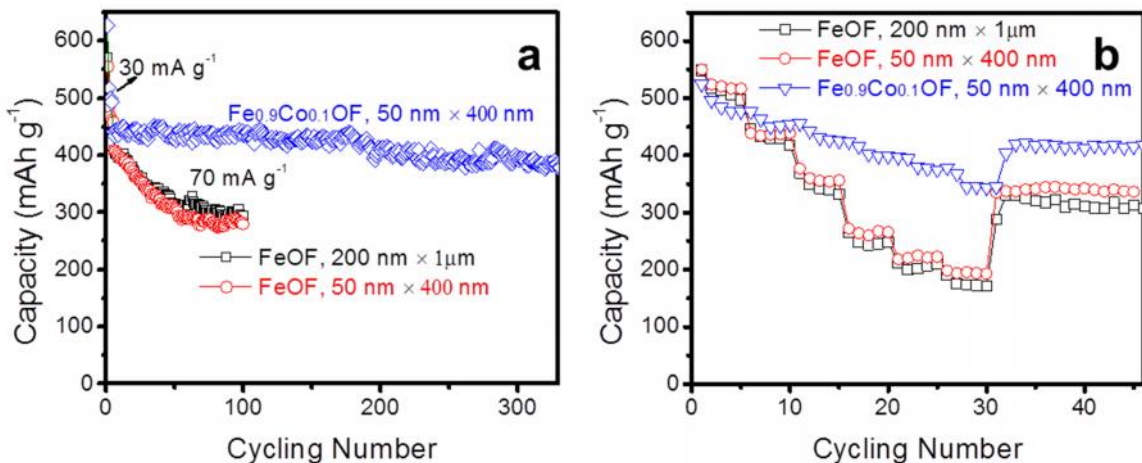 a
600
500
400
300
200
100
0
Capacity (mAh g⁻¹)
30 mA g⁻¹
Fe₀.₉Co₀.₁OF, 50 nm × 400 nm
70 mA g⁻¹
FeOF, 200 nm × 1μm
FeOF, 50 nm × 400 nm
0 100 200 300
Cycling Number
b
600
500
400
300
200
100
0
Capacity (mAh g⁻¹)
FeOF, 200 nm × 1μm
FeOF, 50 nm × 400 nm
Fe₀.₉Co₀.₁OF, 50 nm × 400 nm
0 10 20 30 40
Cycling Number